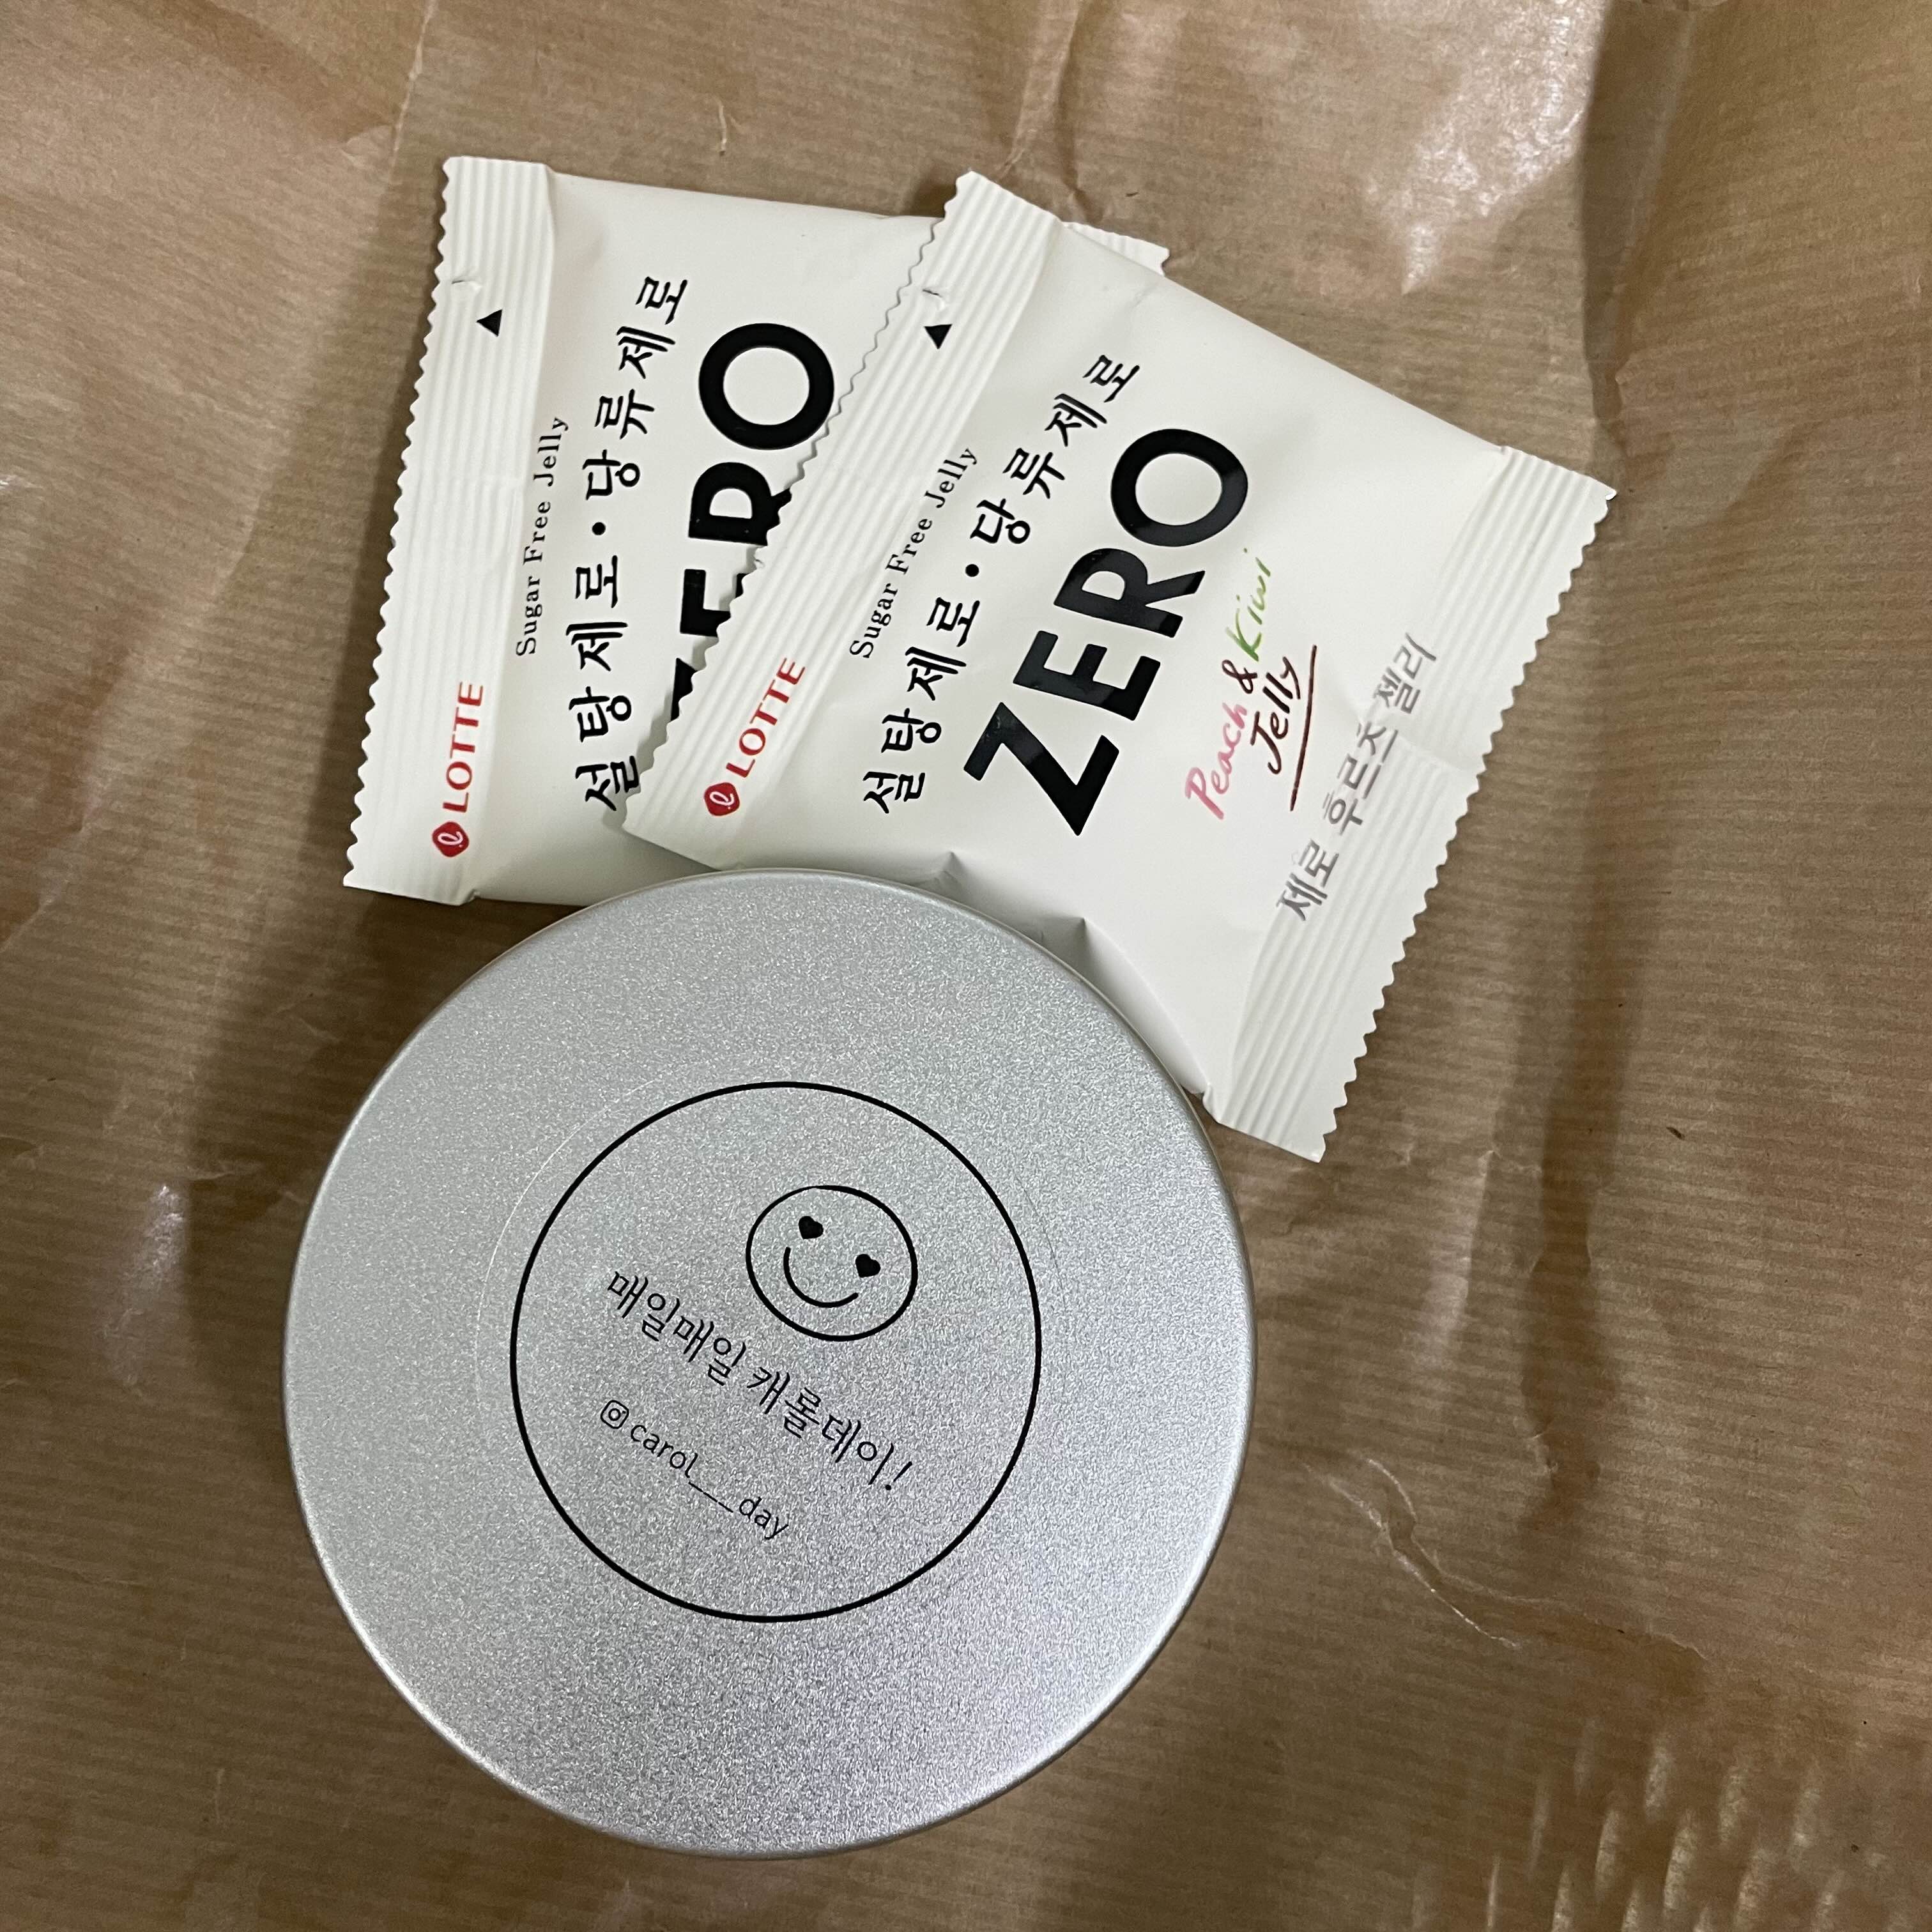 LOTTE
Sugar Free Jelly
설탕제로·당류제로
ZERO
LOTTE
Sugar Free Jelly
설탕제로·당류제로
ZERO
Peach & Kiwi
Jelly
제로 후르츠 젤리
매일매일 캐롤데이!
carol___day